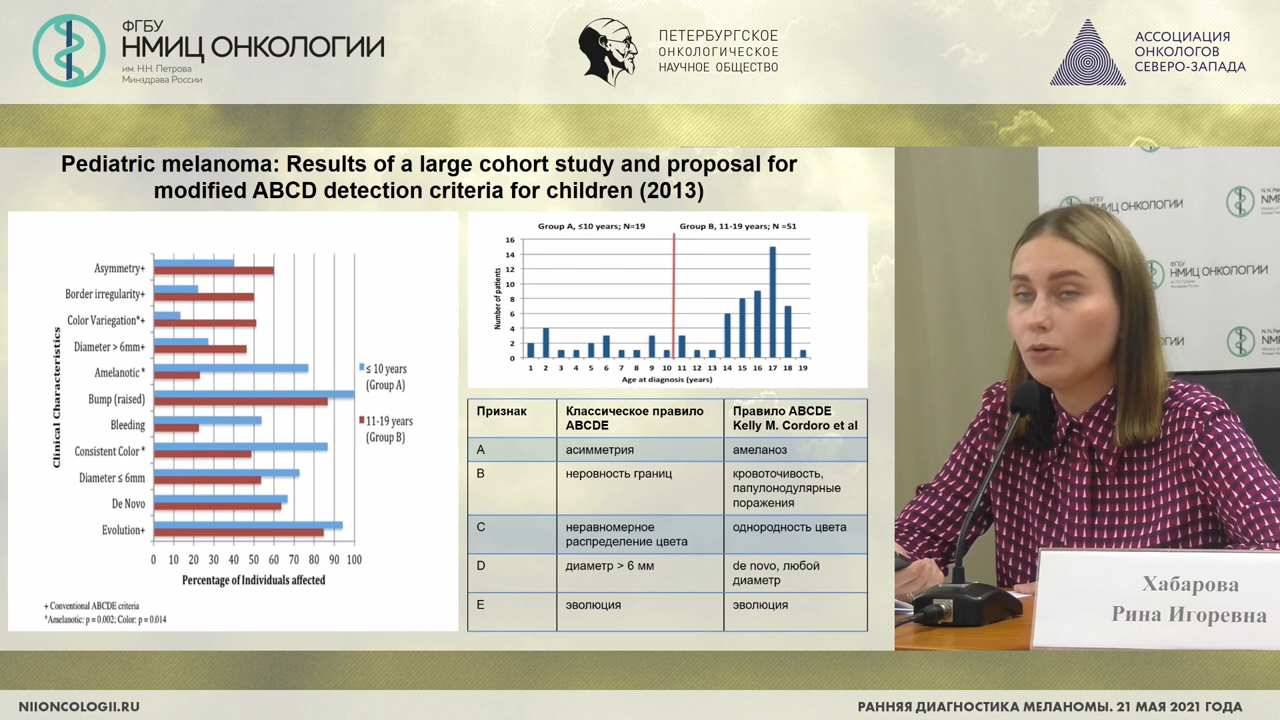 ФГБУ
НМИЦ ОНКОЛОГИИ
им. Н.Н. Петрова
Минздрава России
ПЕТЕРБУРГСКОЕ
ОНКОЛОГИЧЕСКОЕ
НАУЧНОЕ ОБЩЕСТВО
АССОЦИАЦИЯ
ОНКОЛОГОВ
СЕВЕРО-ЗАПАДА
Pediatric melanoma: Results of a large cohort study and proposal for
modified ABCD detection criteria for children (2013)
Clinical Characteristics
Asymmetry+
Border irregularity+
Color Variegation*+
Diameter > 6mm+
Amelanotic *
Bump (raised)
Bleeding
Consistent Color *
Diameter ≤ 6mm
De Novo
Evolution+
0 10 20 30 40 50 60 70 80 90 100
Percentage of Individuals affected
≤ 10 years
(Group A)
11-19 years
(Group B)
+ Conventional ABCDE criteria
*Amelanotic: p = 0.002; Color: p = 0.014
Group A, ≤10 years; N=19 Group B, 11-19 years; N =51
Number of patients
16
14
12
10
8
6
4
2
0
1 2 3 4 5 6 7 8 9 10 11 12 13 14 15 16 17 18 19
Age at diagnosis (years)
Признак Классическое правило ABCDE Правило ABCDE Kelly M. Cordoro et al
A асимметрия амеланоз
B неровность границ кровоточивость,
папулонодулярные
поражения
C неравномерное однородность цвета
распределение цвета
D диаметр > 6 мм de novo, любой
диаметр
E эволюция эволюция
НМИЦ ОНКОЛОГИИ
НМИЦ ОНКОЛОГИИ
Хабарова
Рина Игоревна
NIIONCOLOGII.RU
РАННЯЯ ДИАГНОСТИКА МЕЛАНОМЫ. 21 МАЯ 2021 ГОДА